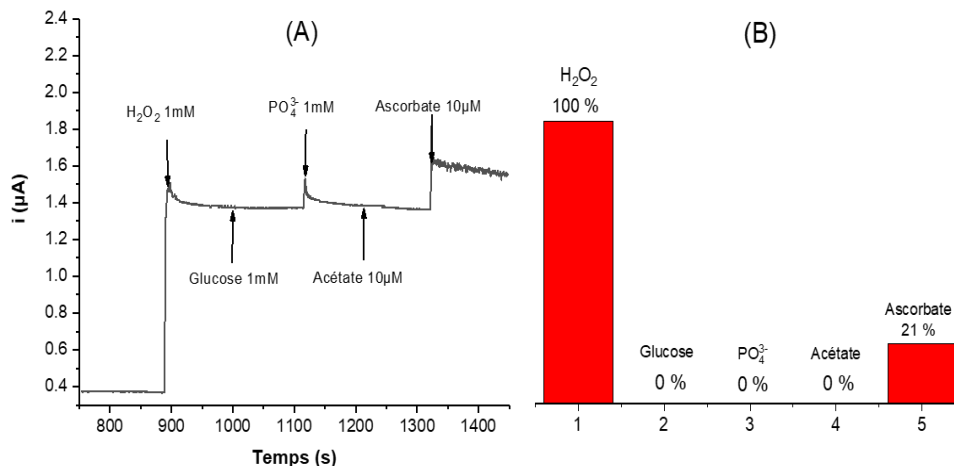 (A)
2.4
2.2
2.0
1.8
1.6
1.4
1.2
1.0
0.8
0.6
0.4
i (µA)
H₂O₂ 1mM
PO₄³⁻ 1mM
Ascorbate 10µM
Glucose 1mM
Acétate 10µM
800 900 1000 1100 1200 1300 1400
Temps (s)
(B)
H₂O₂
100 %
Glucose
0 %
PO₄³⁻
0 %
Acétate
0 %
Ascorbate
21 %
1 2 3 4 5